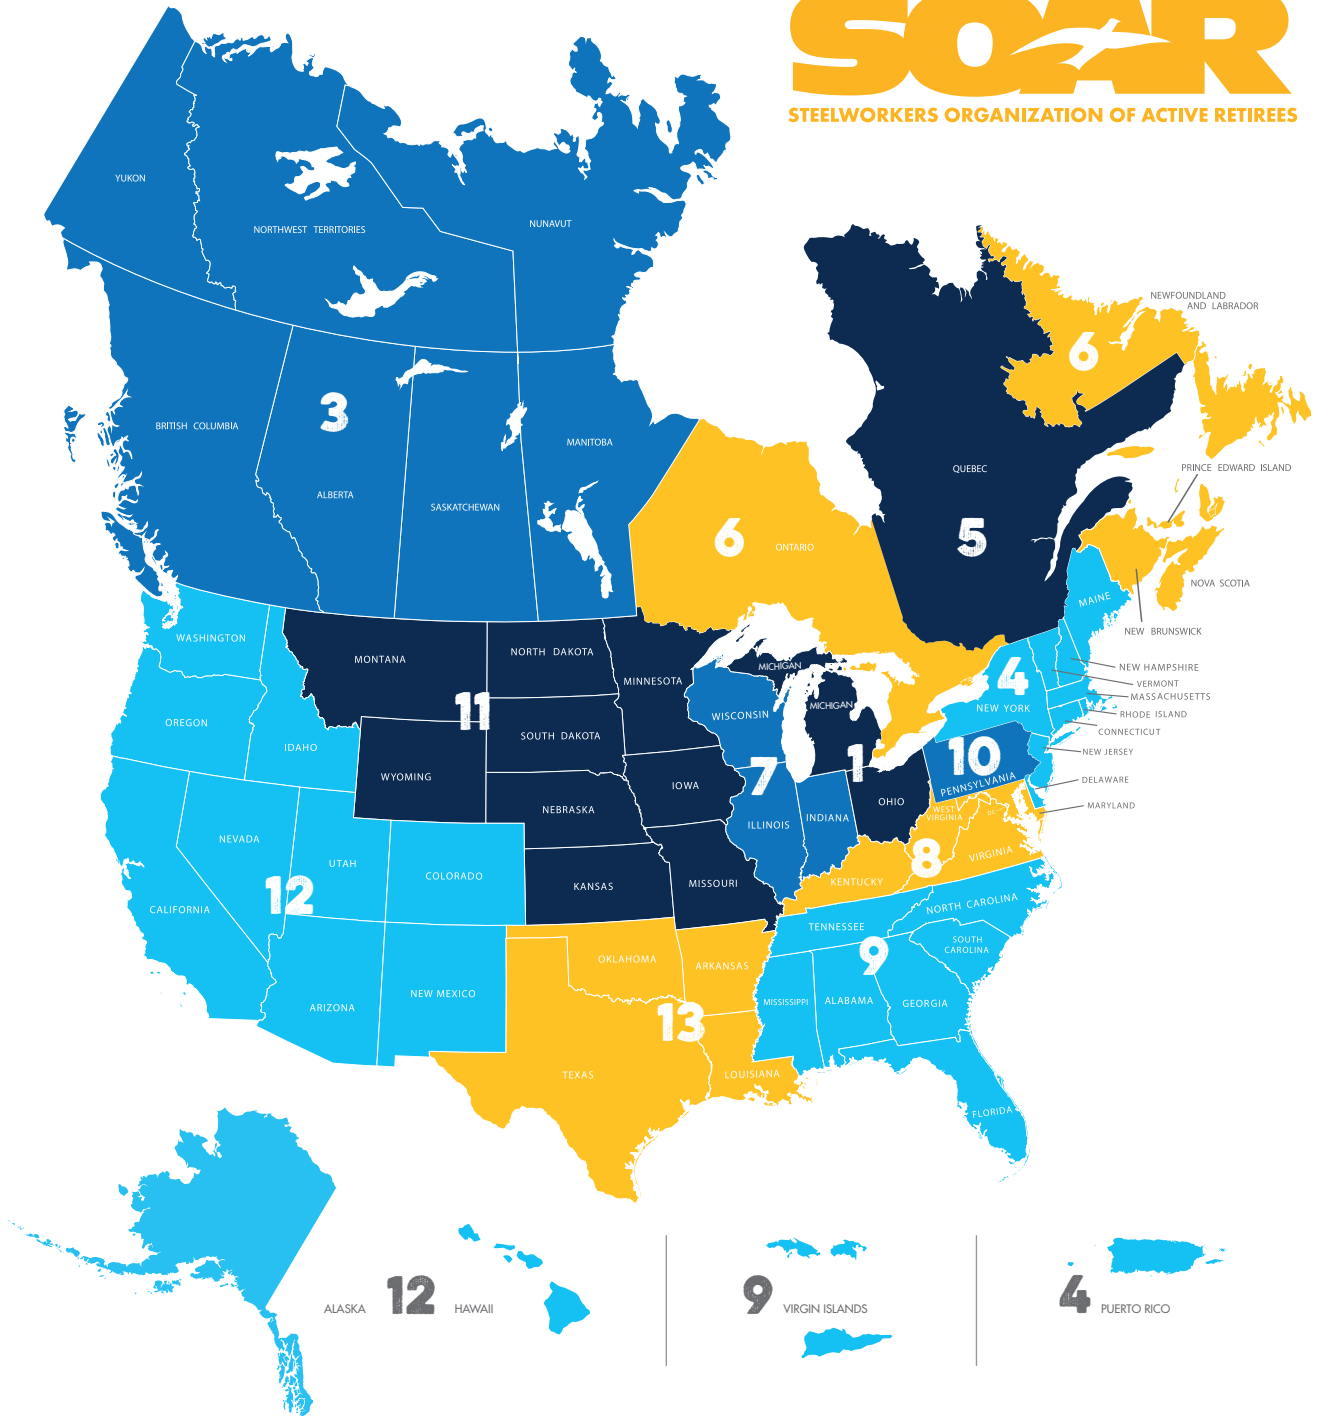 SOAR
STEELWORKERS ORGANIZATION OF ACTIVE RETIREES
YUKON
NORTHWEST TERRITORIES
NUNAVUT
NEWFOUNDLAND
AND LABRADOR
6
3
BRITISH COLUMBIA
MANITOBA
QUEBEC
PRINCE EDWARD ISLAND
ALBERTA
SASKATCHEWAN
6
ONTARIO
5
NOVA SCOTIA
MAINE
NEW BRUNSWICK
WASHINGTON
MONTANA
NORTH DAKOTA
MICHIGAN
4
NEW HAMPSHIRE
MINNESOTA
VERMONT
MASSACHUSETTS
OREGON
11
WISCONSIN
MICHIGAN
NEW YORK
RHODE ISLAND
CONNECTICUT
IDAHO
SOUTH DAKOTA
NEW JERSEY
WYOMING
7
1
10
PENNSYLVANIA
DELAWARE
IOWA
OHIO
MARYLAND
NEBRASKA
WEST
VIRGINIA
DC
INDIANA
ILLINOIS
NEVADA
UTAH
VIRGINIA
8
COLORADO
KANSAS
MISSOURI
KENTUCKY
12
CALIFORNIA
NORTH CAROLINA
TENNESSEE
SOUTH
CAROLINA
9
OKLAHOMA
ARKANSAS
NEW MEXICO
ARIZONA
MISSISSIPPI
ALABAMA
GEORGIA
13
TEXAS
LOUISIANA
FLORIDA
ALASKA
12
HAWAII
9
VIRGIN ISLANDS
4
PUERTO RICO